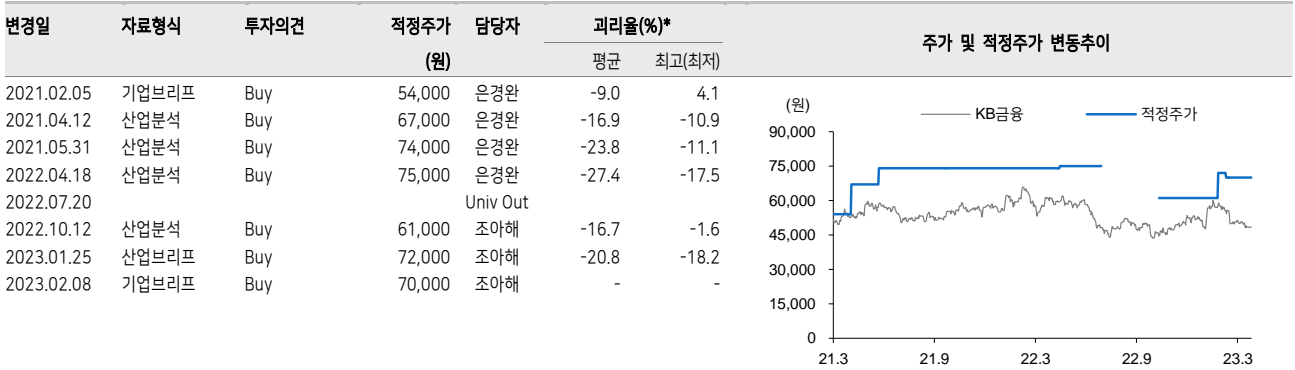 변경일 자료형식 투자의견 적정주가 담당자 괴리율(%)* 주가 및 적정주가 변동추이
(원) 평균 최고(최저)
2021.02.05 기업브리프 Buy 54,000 은경완 -9.0 4.1
2021.04.12 산업분석 Buy 67,000 은경완 -16.9 -10.9
2021.05.31 산업분석 Buy 74,000 은경완 -23.8 -11.1
2022.04.18 산업분석 Buy 75,000 은경완 -27.4 -17.5
2022.07.20 Univ Out
2022.10.12 산업분석 Buy 61,000 조아해 -16.7 -1.6
2023.01.25 산업브리프 Buy 72,000 조아해 -20.8 -18.2
2023.02.08 기업브리프 Buy 70,000 조아해 - -
(원)
KB금융 적정주가
90,000
75,000
60,000
45,000
30,000
15,000
0
21.3 21.9 22.3 22.9 23.3